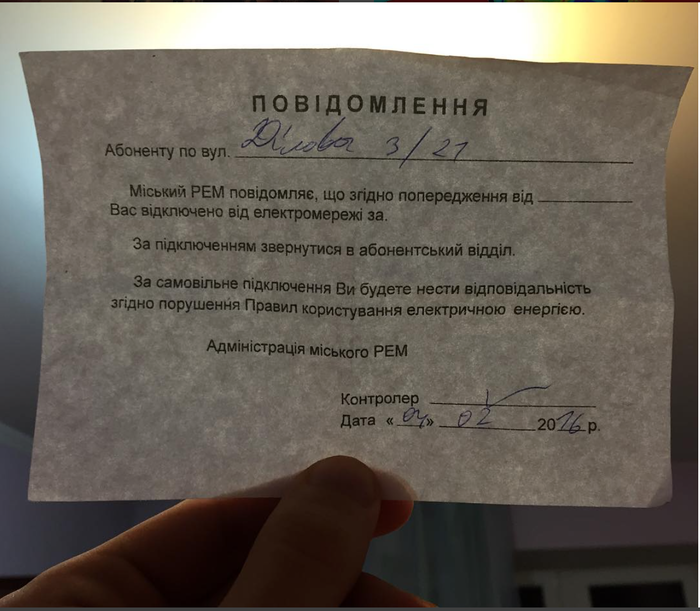 ПОВІДОМЛЕННЯ
Абоненту по вул. Ділова 3/21
Міський РЕМ повідомляє, що згідно попередження від
Вас відключено від електромережі за.
За підключенням звернутися в абонентський відділ.
За самовільне підключення Ви будете нести відповідальність
згідно порушення Правил користування електричною енергією.
Адміністрація міського РЕМ
Контролер
Дата «04» 02 2016 р.